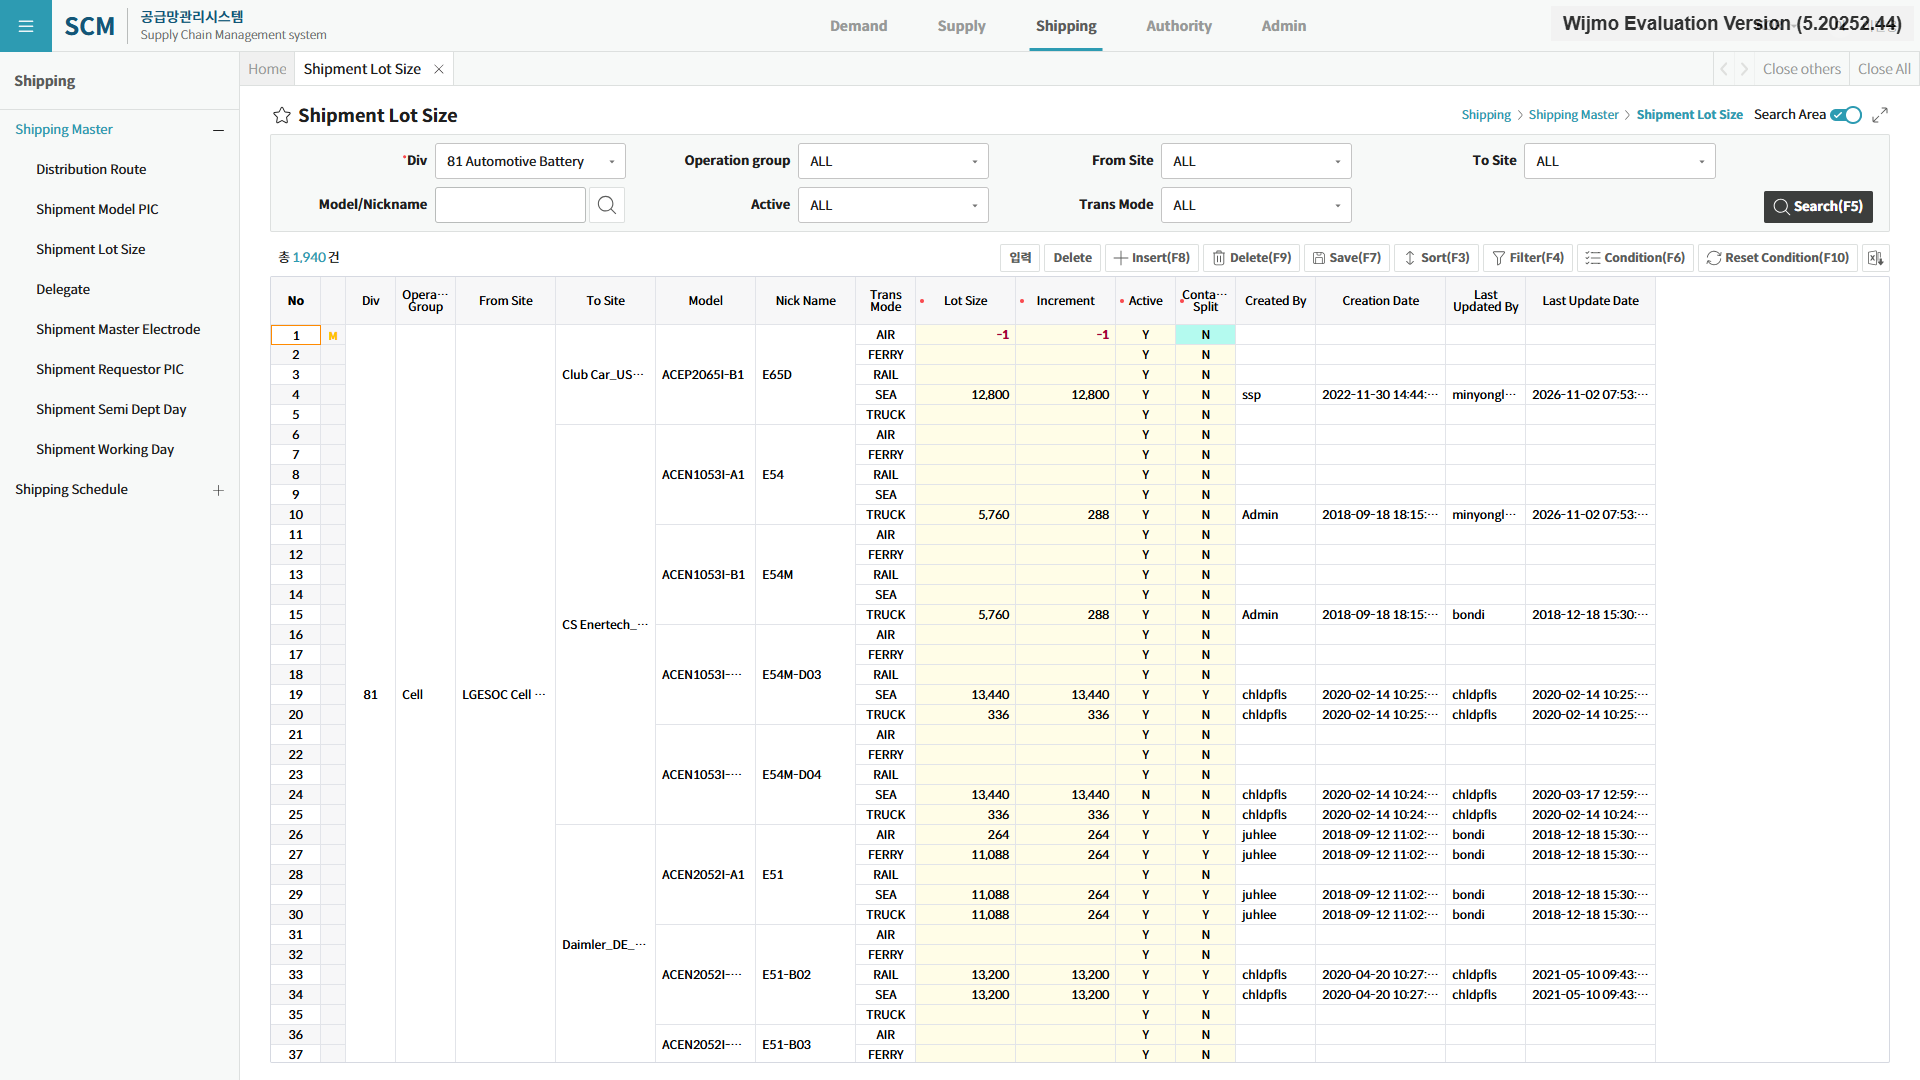 SCM
공급망관리시스템
Supply Chain Management system
Demand
Supply
Shipping
Authority
Admin
Wijmo Evaluation Version (5.20252.44)
Shipping
Home
Shipment Lot Size
Close others
Close All
Shipping Master
Distribution Route
Shipment Model PIC
Shipment Lot Size
Delegate
Shipment Master Electrode
Shipment Requestor PIC
Shipment Semi Dept Day
Shipment Working Day
Shipping Schedule
Shipment Lot Size
Shipping > Shipping Master > Shipment Lot Size
Search Area
*Div 81 Automotive Battery
Operation group ALL
From Site ALL
To Site ALL
Model/Nickname
Active ALL
Trans Mode ALL
Search(F5)
총 1,940 건
입력
Delete
Insert(F8)
Delete(F9)
Save(F7)
Sort(F3)
Filter(F4)
Condition(F6)
Reset Condition(F10)
No Div Opera··· Group From Site To Site Model Nick Name Trans Mode Lot Size Increment Active Conta··· Split Created By Creation Date Last Updated By Last Update Date
81 Cell LGESOC Cell ···
Club Car_US··· ACEP2065I-B1 E65D
1 M AIR -1 -1 Y N
2 FERRY Y N
3 RAIL Y N
4 SEA 12,800 12,800 Y N ssp 2022-11-30 14:44:··· minyongl··· 2026-11-02 07:53:···
5 TRUCK Y N
CS Enertech_···
ACEN1053I-A1 E54
6 AIR Y N
7 FERRY Y N
8 RAIL Y N
9 SEA Y N
10 TRUCK 5,760 288 Y N Admin 2018-09-18 18:15:··· minyongl··· 2026-11-02 07:53:···
ACEN1053I-B1 E54M
11 AIR Y N
12 FERRY Y N
13 RAIL Y N
14 SEA Y N
15 TRUCK 5,760 288 Y N Admin 2018-09-18 18:15:··· bondi 2018-12-18 15:30:···
ACEN1053I-··· E54M-D03
16 AIR Y N
17 FERRY Y N
18 RAIL Y N
19 SEA 13,440 13,440 Y Y chldpfls 2020-02-14 10:25:··· chldpfls 2020-02-14 10:25:···
20 TRUCK 336 336 Y N chldpfls 2020-02-14 10:25:··· chldpfls 2020-02-14 10:25:···
ACEN1053I-··· E54M-D04
21 AIR Y N
22 FERRY Y N
23 RAIL Y N
24 SEA 13,440 13,440 N N chldpfls 2020-02-14 10:24:··· chldpfls 2020-03-17 12:59:···
25 TRUCK 336 336 Y N chldpfls 2020-02-14 10:24:··· chldpfls 2020-02-14 10:24:···
Daimler_DE_···
ACEN2052I-A1 E51
26 AIR 264 264 Y Y juhlee 2018-09-12 11:02:··· bondi 2018-12-18 15:30:···
27 FERRY 11,088 264 Y Y juhlee 2018-09-12 11:02:··· bondi 2018-12-18 15:30:···
28 RAIL Y N
29 SEA 11,088 264 Y Y juhlee 2018-09-12 11:02:··· bondi 2018-12-18 15:30:···
30 TRUCK 11,088 264 Y Y juhlee 2018-09-12 11:02:··· bondi 2018-12-18 15:30:···
ACEN2052I-··· E51-B02
31 AIR Y N
32 FERRY Y N
33 RAIL 13,200 13,200 Y Y chldpfls 2020-04-20 10:27:··· chldpfls 2021-05-10 09:43:···
34 SEA 13,200 13,200 Y Y chldpfls 2020-04-20 10:27:··· chldpfls 2021-05-10 09:43:···
35 TRUCK Y N
ACEN2052I-··· E51-B03
36 AIR Y N
37 FERRY Y N